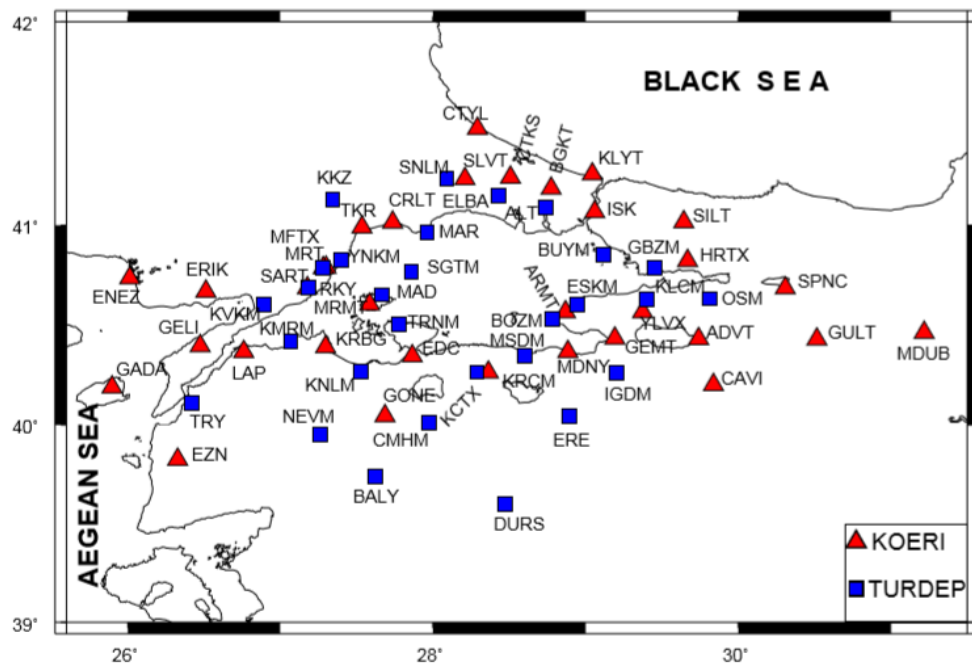 42˚
BLACK S E A
CTYL
CTKS
BGKT
SLVT
KLYT
SNLM
KKZ
CRLT
ELBA
TKR
ALT
ISK
41˚
SILT
MAR
MFTX
BUYM
GBZM
MRT
YNKM
HRTX
SGTM
ERIK
SART
SPNC
RKY
MAD
ARMT
ESKM
KLCM
OSM
ENEZ
KVKM
MRM
TRNM
BOZM
YLVX
GELI
KMRM
KRBG
EDC
MSDM
GEMT
ADVT
GULT
MDUB
GADA
LAP
MDNY
KNLM
GONE
KCTX
KRCM
IGDM
CAVI
TRY
NEVM
CMHM
ERE
40˚
EZN
BALY
DURS
AEGEAN SEA
KOERI
TURDEP
39˚
26˚
28˚
30˚